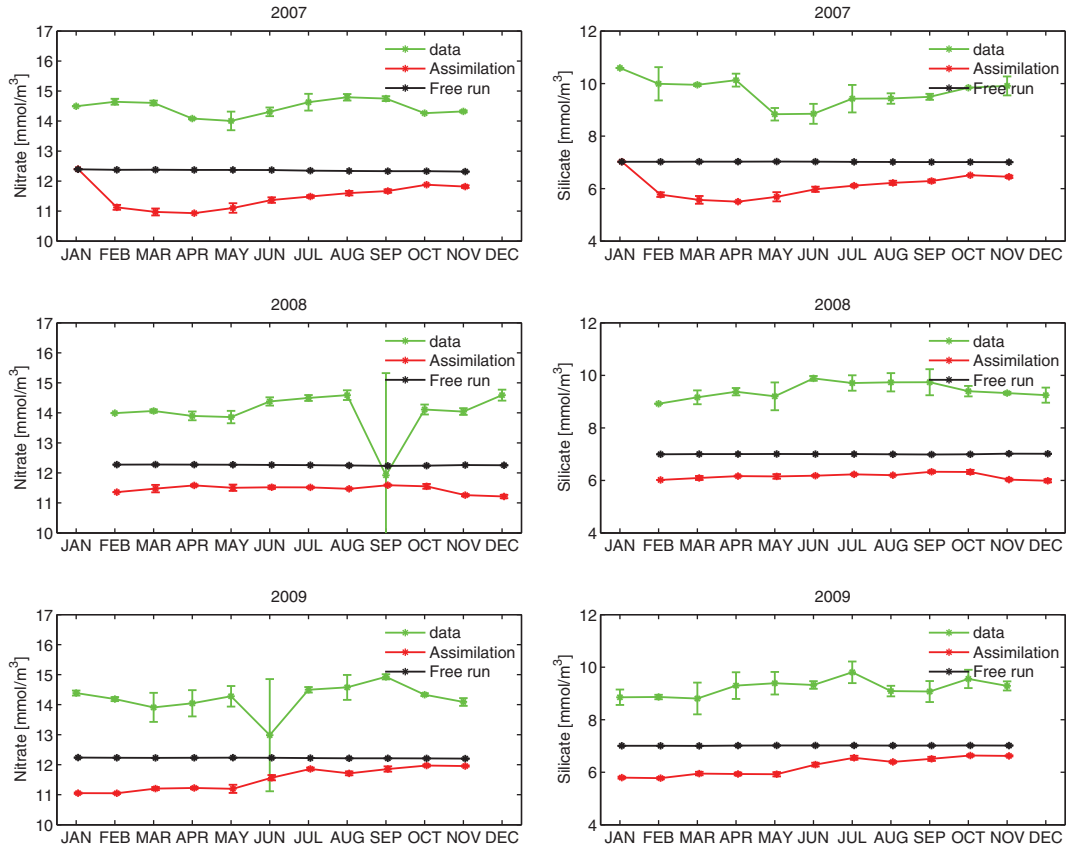 2007
Nitrate [mmol/m³]
17
16
15
14
13
12
11
10
data
Assimilation
Free run
JAN FEB MAR APR MAY JUN JUL AUG SEP OCT NOV DEC
2007
Silicate [mmol/m³]
12
10
8
6
4
data
Assimilation
Free run
JAN FEB MAR APR MAY JUN JUL AUG SEP OCT NOV DEC
2008
Nitrate [mmol/m³]
17
16
15
14
13
12
11
10
data
Assimilation
Free run
JAN FEB MAR APR MAY JUN JUL AUG SEP OCT NOV DEC
2008
Silicate [mmol/m³]
12
10
8
6
4
data
Assimilation
Free run
JAN FEB MAR APR MAY JUN JUL AUG SEP OCT NOV DEC
2009
Nitrate [mmol/m³]
17
16
15
14
13
12
11
10
data
Assimilation
Free run
JAN FEB MAR APR MAY JUN JUL AUG SEP OCT NOV DEC
2009
Silicate [mmol/m³]
12
10
8
6
4
data
Assimilation
Free run
JAN FEB MAR APR MAY JUN JUL AUG SEP OCT NOV DEC